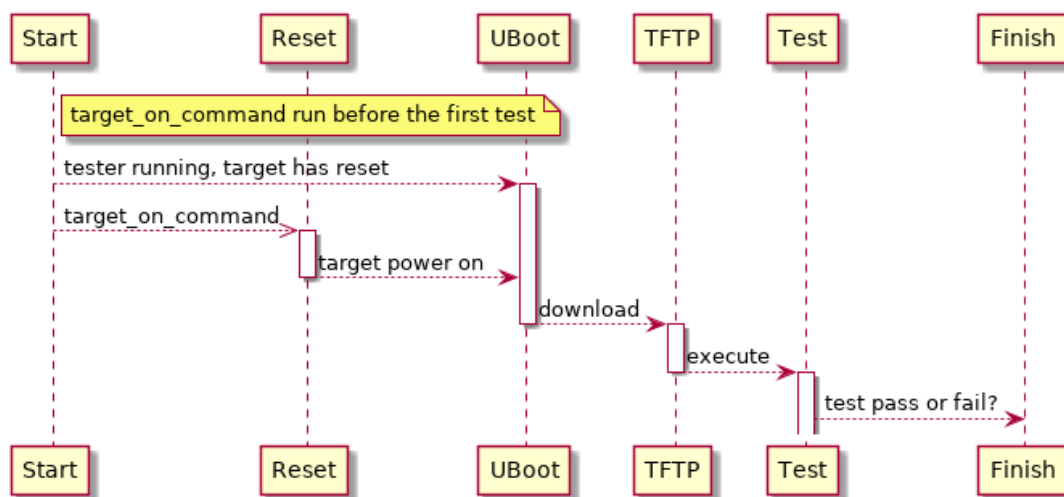 Start Reset UBoot TFTP Test Finish
target_on_command run before the first test
tester running, target has reset
target_on_command
target power on
download
execute
test pass or fail?
Start Reset UBoot TFTP Test Finish